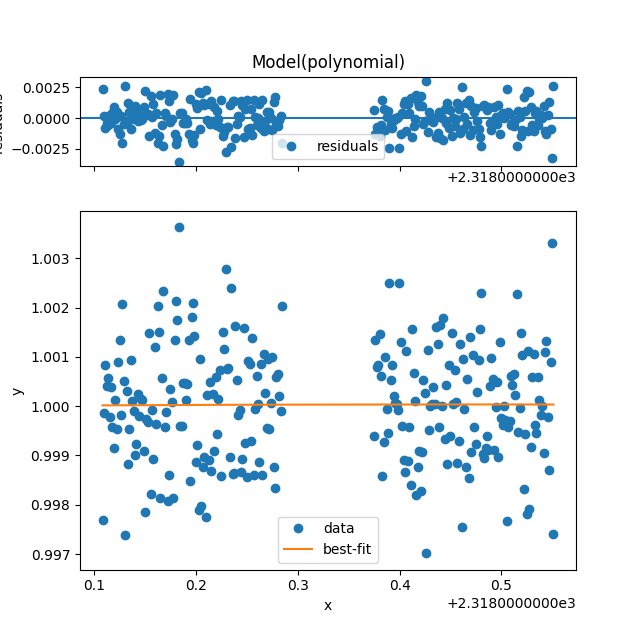 Model(polynomial)
0.0025
0.0000
−0.0025
residuals
+2.3180000000e3
1.003
1.002
1.001
1.000
0.999
0.998
0.997
y
data
best-fit
0.1 0.2 0.3 0.4 0.5
x
+2.3180000000e3